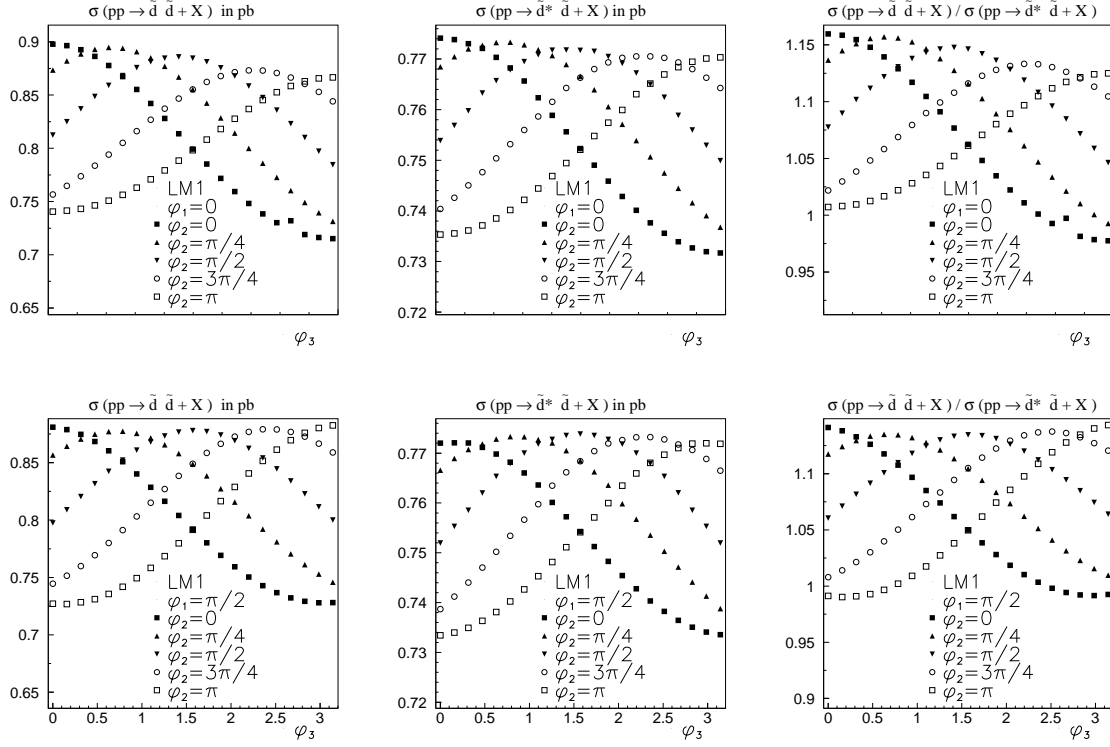 σ (pp → d̃ d̃ + X) in pb
0.9
0.85
0.8
0.75
0.7
0.65
LM1
φ₁=0
φ₂=0
φ₂=π/4
φ₂=π/2
φ₂=3π/4
φ₂=π
φ₃
σ (pp → d̃* d̃ + X) in pb
0.77
0.76
0.75
0.74
0.73
0.72
LM1
φ₁=0
φ₂=0
φ₂=π/4
φ₂=π/2
φ₂=3π/4
φ₂=π
φ₃
σ (pp → d̃ d̃ + X) / σ (pp → d̃* d̃ + X)
1.15
1.1
1.05
1
0.95
LM1
φ₁=0
φ₂=0
φ₂=π/4
φ₂=π/2
φ₂=3π/4
φ₂=π
φ₃
σ (pp → d̃ d̃ + X) in pb
0.85
0.8
0.75
0.7
0.65
LM1
φ₁=π/2
φ₂=0
φ₂=π/4
φ₂=π/2
φ₂=3π/4
φ₂=π
0 0.5 1 1.5 2 2.5 3
φ₃
σ (pp → d̃* d̃ + X) in pb
0.77
0.76
0.75
0.74
0.73
0.72
LM1
φ₁=π/2
φ₂=0
φ₂=π/4
φ₂=π/2
φ₂=3π/4
φ₂=π
0 0.5 1 1.5 2 2.5 3
φ₃
σ (pp → d̃ d̃ + X) / σ (pp → d̃* d̃ + X)
1.1
1.05
1
0.95
0.9
LM1
φ₁=π/2
φ₂=0
φ₂=π/4
φ₂=π/2
φ₂=3π/4
φ₂=π
0 0.5 1 1.5 2 2.5 3
φ₃